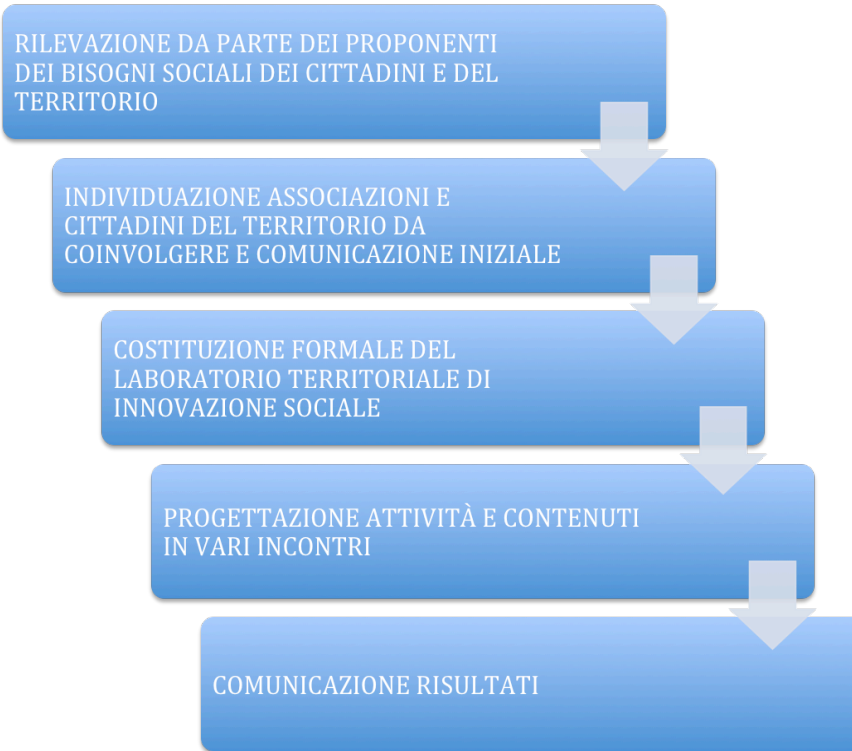 RILEVAZIONE DA PARTE DEI PROPONENTI
DEI BISOGNI SOCIALI DEI CITTADINI E DEL
TERRITORIO
INDIVIDUAZIONE ASSOCIAZIONI E
CITTADINI DEL TERRITORIO DA
COINVOLGERE E COMUNICAZIONE INIZIALE
COSTITUZIONE FORMALE DEL
LABORATORIO TERRITORIALE DI
INNOVAZIONE SOCIALE
PROGETTAZIONE ATTIVITÀ E CONTENUTI
IN VARI INCONTRI
COMUNICAZIONE RISULTATI